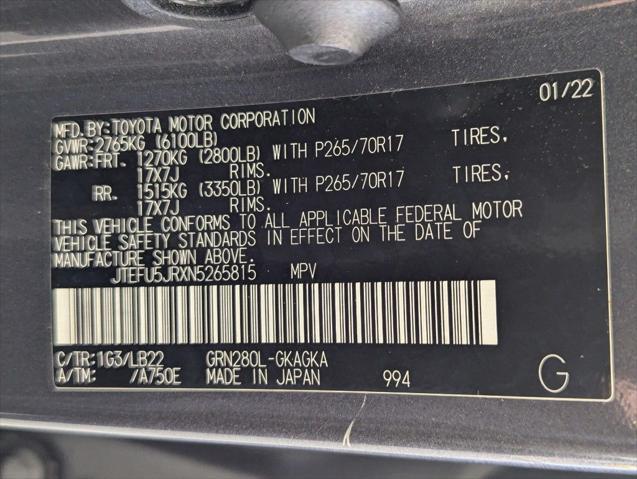 01/22
MFD.BY:TOYOTA MOTOR CORPORATION
GVWR:2765KG (6100LB)
GAWR:FRT. 1270KG (2800LB) WITH P265/70R17 TIRES,
17X7J RIMS.
RR. 1515KG (3350LB) WITH P265/70R17 TIRES,
17X7J RIMS.
THIS VEHICLE CONFORMS TO ALL APPLICABLE FEDERAL MOTOR
VEHICLE SAFETY STANDARDS IN EFFECT ON THE DATE OF
MANUFACTURE SHOWN ABOVE.
JTEFU5JRXN5265815 MPV
C/TR:1G3/LB22 GRN280L-GKAGKA
A/TM: /A750E MADE IN JAPAN 994 G